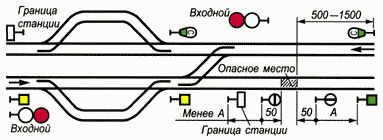 Граница
станции
Входной
500—1500
Опасное место
Входной
Менее А
50
50
А
Граница станции